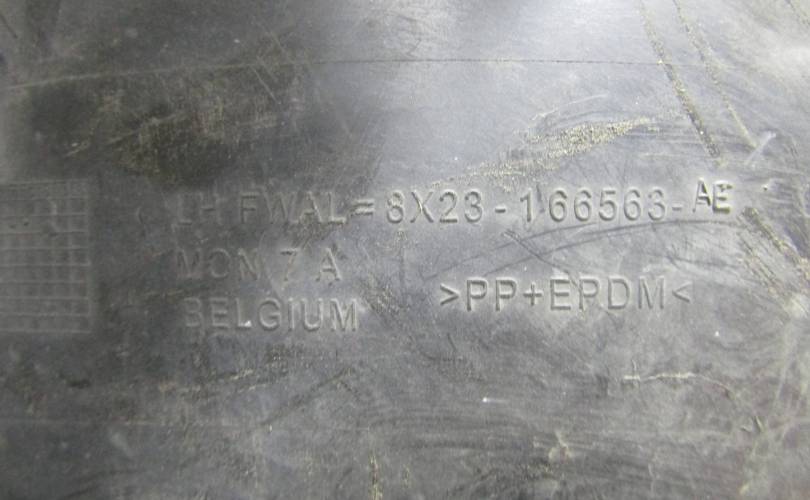 LH FWAL=8X23-166563-AE
MON 7 A
BELGIUM >PP+EPDM<